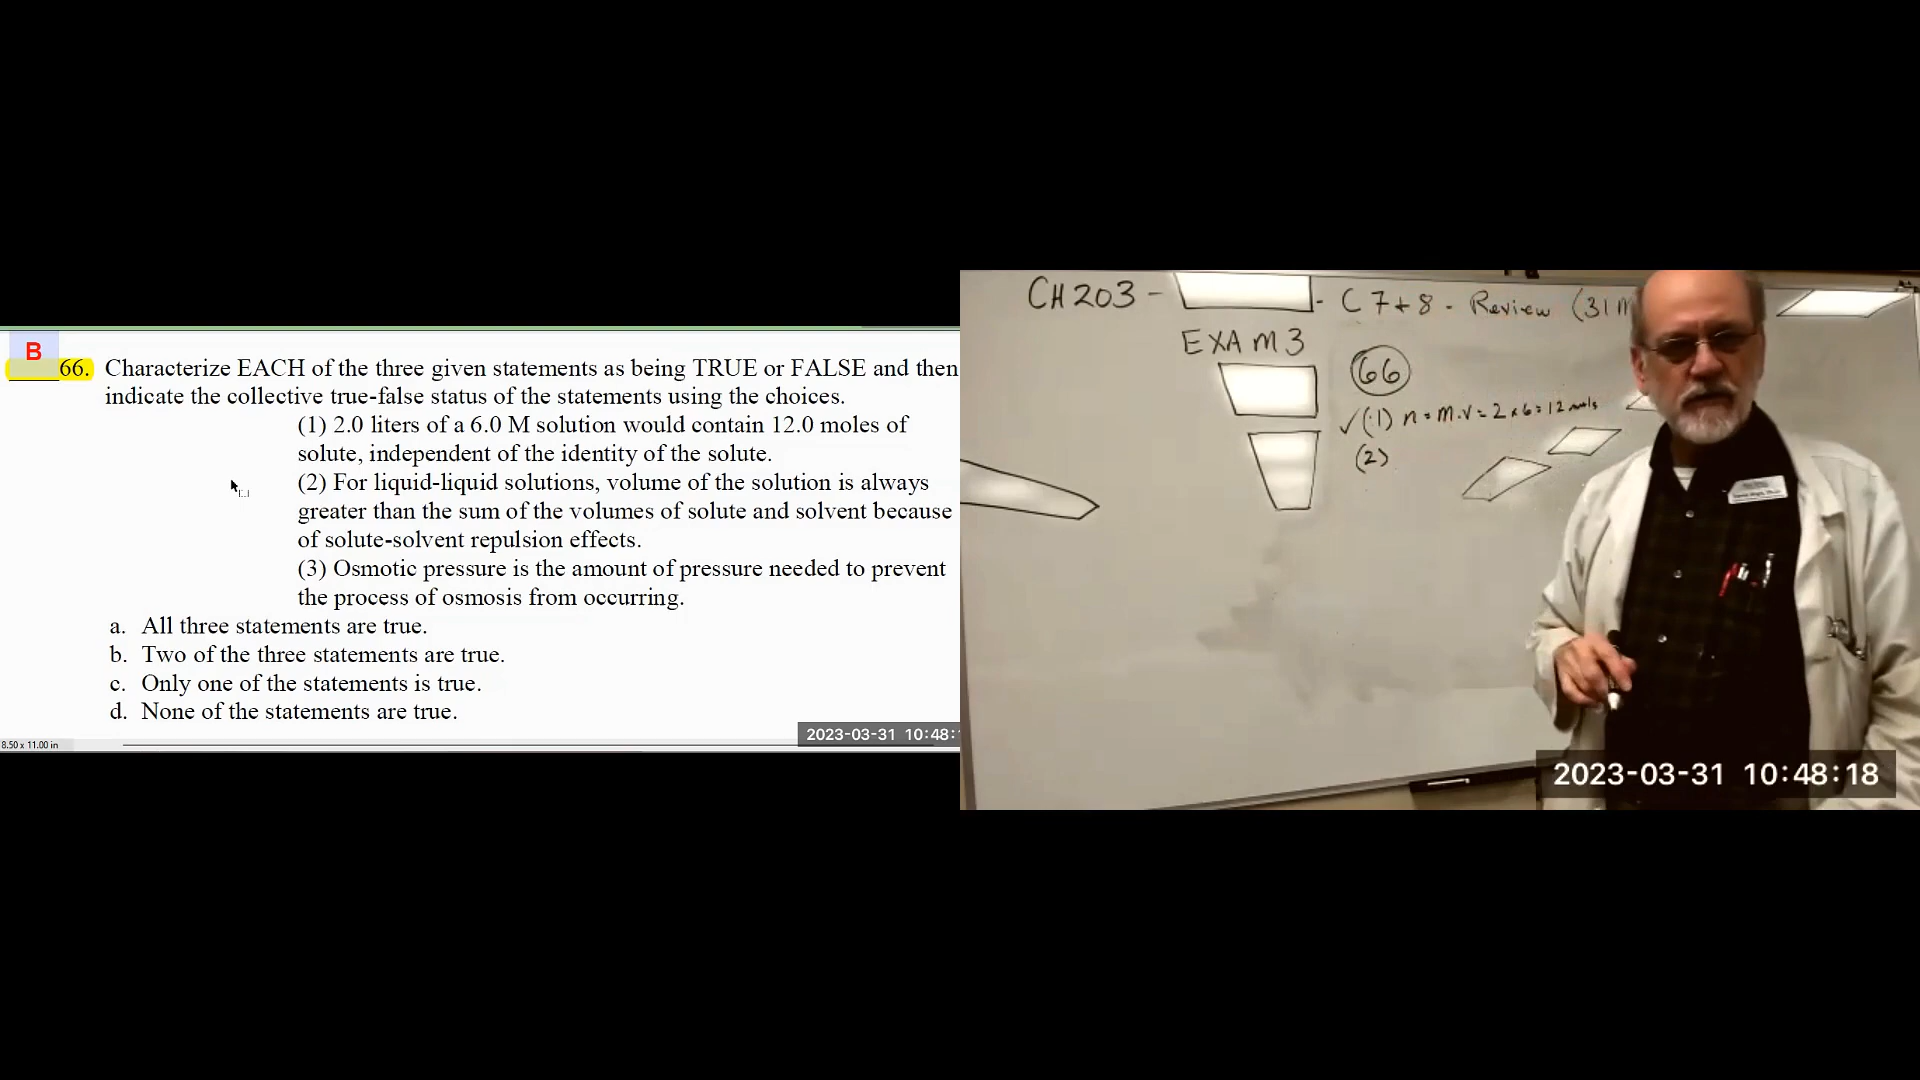 B
66. Characterize EACH of the three given statements as being TRUE or FALSE and then
indicate the collective true-false status of the statements using the choices.
(1) 2.0 liters of a 6.0 M solution would contain 12.0 moles of
solute, independent of the identity of the solute.
(2) For liquid-liquid solutions, volume of the solution is always
greater than the sum of the volumes of solute and solvent because
of solute-solvent repulsion effects.
(3) Osmotic pressure is the amount of pressure needed to prevent
the process of osmosis from occurring.
a. All three statements are true.
b. Two of the three statements are true.
c. Only one of the statements is true.
d. None of the statements are true.
2023-03-31 10:48:
8.50 x 11.00 in
CH203 - - C 7+8 - Review (31 M
EXAM 3
66
✓(1) n = M·V = 2 x 6 = 12 mols
(2)
2023-03-31 10:48:18